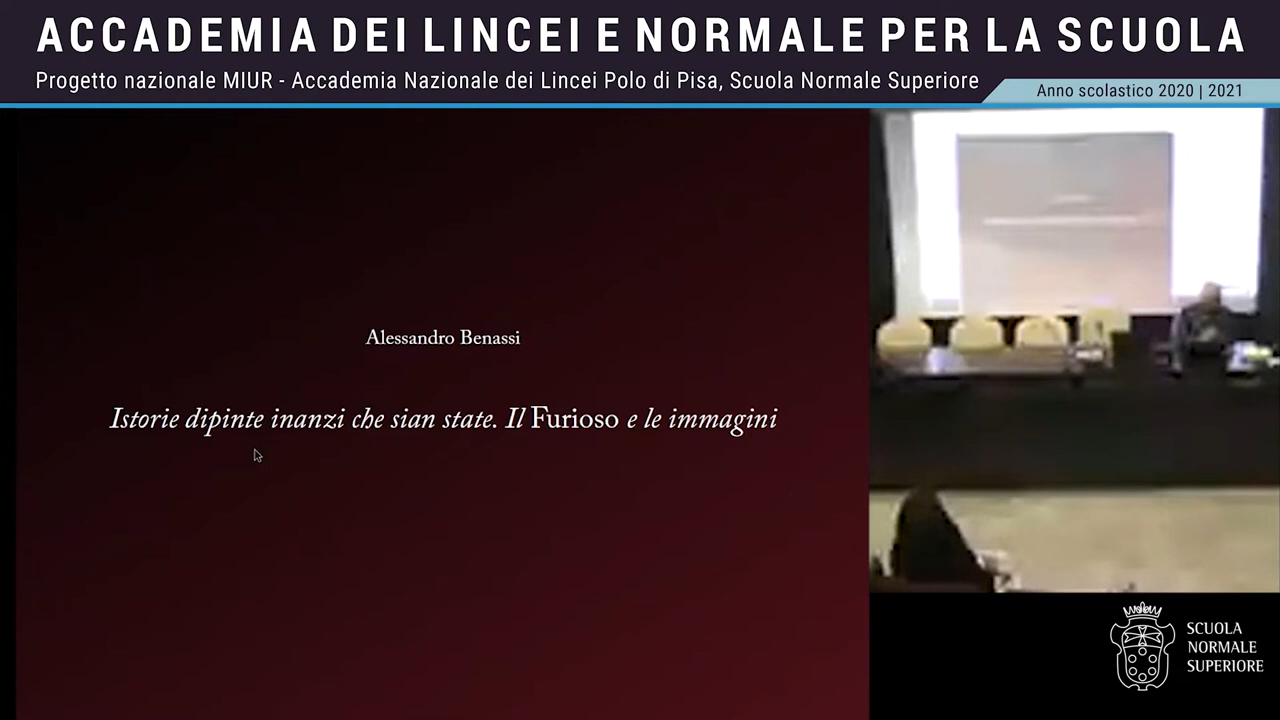 ACCADEMIA DEI LINCEI E NORMALE PER LA SCUOLA
Progetto nazionale MIUR - Accademia Nazionale dei Lincei Polo di Pisa, Scuola Normale Superiore
Anno scolastico 2020 | 2021
Alessandro Benassi
Istorie dipinte inanzi che sian state. Il Furioso e le immagini
SCUOLA
NORMALE
SUPERIORE